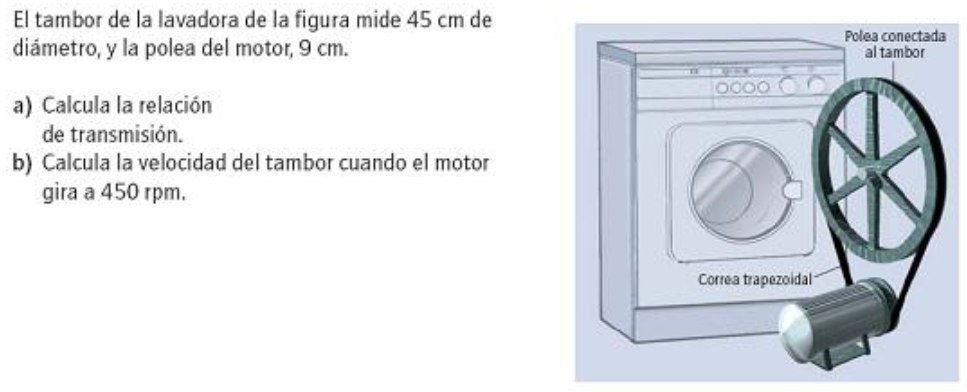 El tambor de la lavadora de la figura mide 45 cm de
diámetro, y la polea del motor, 9 cm.
a) Calcula la relación
de transmisión.
b) Calcula la velocidad del tambor cuando el motor
gira a 450 rpm.
Polea conectada
al tambor
Correa trapezoidal